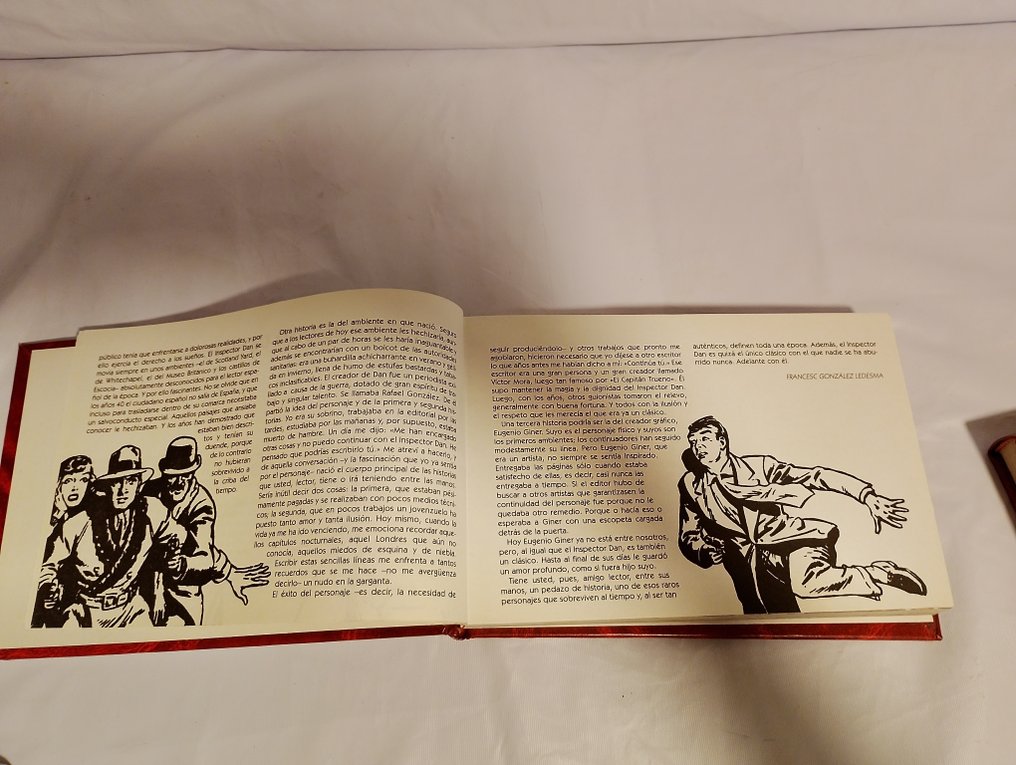 público tenía que enfrentarse a dolorosas realidades, y por
ello ejercía el derecho a los sueños. El Inspector Dan se
movía siempre en unos ambientes –el de Scotland Yard, el
de Whitechapel, el del Museo Británico y los castillos de
Escocia– absolutamente desconocidos para el lector espa-
ñol de la época. Y por ello fascinantes. No se olvide que en
los años 40 el ciudadano español no salía de España, y que
incluso para trasladarse dentro de su comarca necesitaba
un salvoconducto especial. Aquellos paisajes que ansiaba
conocer le hechizaban. Y los años han demostrado que
estaban bien descri-
tos y tenían su
duende, porque
de lo contrario
no hubieran
sobrevivido a
la criba del
tiempo.
Otra historia es la del ambiente en que nació. Seguro
que a los lectores de hoy ese ambiente les hechizaría, aun-
que al cabo de un par de horas se les haría inaguantable y
además se encontrarían con un boicot de las autoridades
sanitarias: era una buhardilla achicharrante en verano y gélida
en invierno, llena de humo de estufas bastardas y taba-
cos inclasificables. El creador de Dan fue un periodista exi-
liado a causa de la guerra, dotado de gran espíritu de tra-
bajo y singular talento. Se llamaba Rafael González. De él
partió la idea del personaje y de la primera y segunda his-
torias. Yo era su sobrino, trabajaba en la editorial por las
tardes, estudiaba por las mañanas y, por supuesto, estaba
muerto de hambre. Un día me dijo: «Me han encargado
otras cosas y no puedo continuar con el Inspector Dan. He
pensado que podrías escribirlo tú.» Me atreví a hacerlo, y
de aquella conversación –y la fascinación que yo ya sentía
por el personaje– nació el cuerpo principal de las historias
que usted, lector, tiene o irá teniendo entre las manos.
Sería inútil decir dos cosas: la primera, que estaban pési-
mamente pagadas y se realizaban con pocos medios técni-
cos; la segunda, que en pocos trabajos un jovenzuelo ha
puesto tanto amor y tanta ilusión. Hoy mismo, cuando la
vida ya me ha ido venciendo, me emociona recordar aque-
llos capítulos nocturnales, aquel Londres que aún no
conocía, aquellos miedos de esquina y de niebla.
Escribir estas sencillas líneas me enfrenta a tantos
recuerdos que se me hace –no me avergüenza
decirlo– un nudo en la garganta.
El éxito del personaje –es decir, la necesidad de
seguir produciéndolo– y otros trabajos que pronto me
agobiaron, hicieron necesario que yo dijese a otro escritor
lo que años antes me habían dicho a mí: «Continúa tú.» Ese
escritor era una gran persona y un gran creador llamado
Víctor Mora, luego tan famoso por «El Capitán Trueno». Él
supo mantener la magia y la dignidad del Inspector Dan.
Luego, con los años, otros guionistas tomaron el relevo,
generalmente con buena fortuna. Y todos con la ilusión y
el respeto que les merecía el que era ya un clásico.
Una tercera historia podría ser la del creador gráfico,
Eugenio Giner. Suyo es el personaje físico y suyos son
los primeros ambientes; los continuadores han seguido
modestamente su línea. Pero Eugenio Giner, que
era un artista, no siempre se sentía inspirado.
Entregaba las páginas sólo cuando estaba
satisfecho de ellas, es decir, casi nunca las
entregaba a tiempo. Si el editor hubo de
buscar a otros artistas que garantizasen la
continuidad del personaje fue porque no le
quedaba otro remedio. Porque o hacía eso o
esperaba a Giner con una escopeta cargada
detrás de la puerta.
Hoy Eugenio Giner ya no está entre nosotros,
pero, al igual que el Inspector Dan, es también
un clásico. Hasta al final de sus días le guardó
un amor profundo, como si fuera hijo suyo.
Tiene usted, pues, amigo lector, entre sus
manos, un pedazo de historia, uno de esos raros
personajes que sobreviven al tiempo y, al ser tan
auténticos, definen toda una época. Además, el Inspector
Dan es quizá el único clásico con el que nadie se ha abu-
rrido nunca. Adelante con él.
FRANCESC GONZÁLEZ LEDESMA